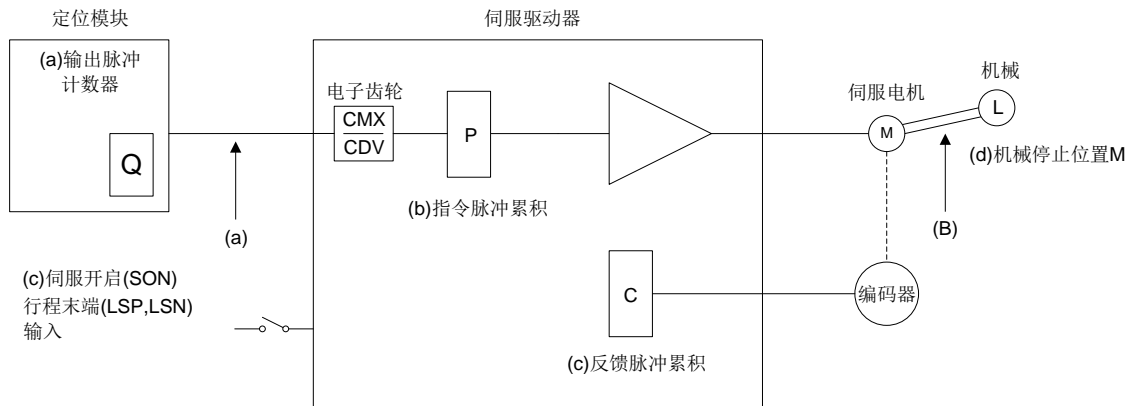 定位模块
(a)输出脉冲
计数器
Q
(a)
(c)伺服开启(SON)
行程末端(LSP,LSN)
输入
伺服驱动器
电子齿轮
CMX
CDV
P
(b)指令脉冲累积
C
(c)反馈脉冲累积
伺服电机
M
机械
L
(d)机械停止位置M
(B)
编码器